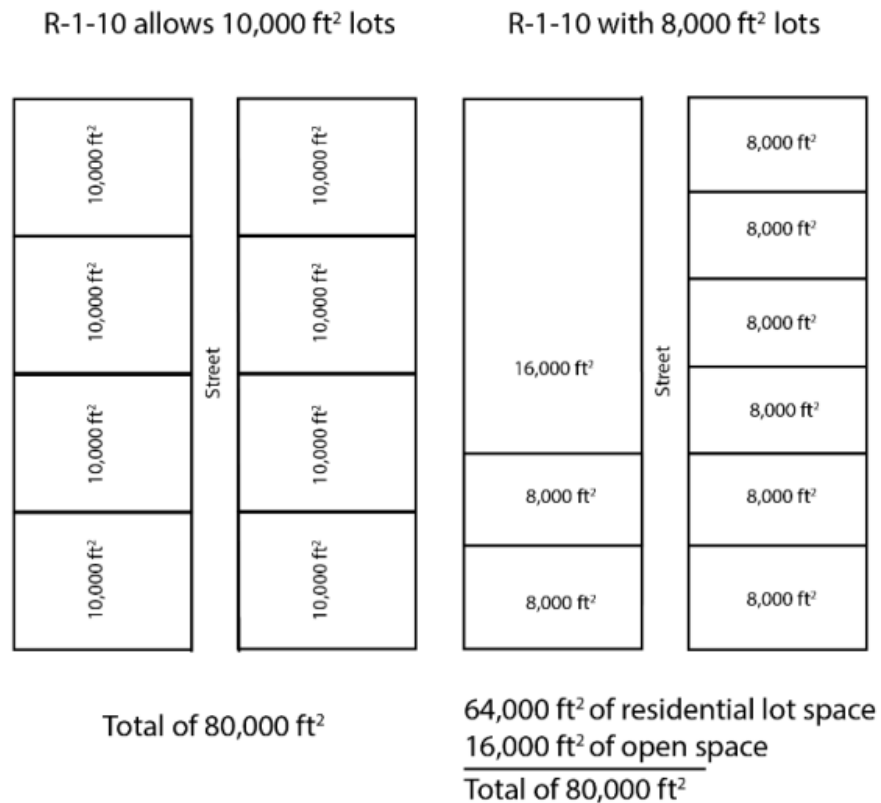 R-1-10 allows 10,000 ft² lots
10,000 ft²
10,000 ft²
10,000 ft²
10,000 ft²
Street
10,000 ft²
10,000 ft²
10,000 ft²
10,000 ft²
Total of 80,000 ft²
R-1-10 with 8,000 ft² lots
16,000 ft²
8,000 ft²
8,000 ft²
Street
8,000 ft²
8,000 ft²
8,000 ft²
8,000 ft²
8,000 ft²
8,000 ft²
64,000 ft² of residential lot space
16,000 ft² of open space
Total of 80,000 ft²